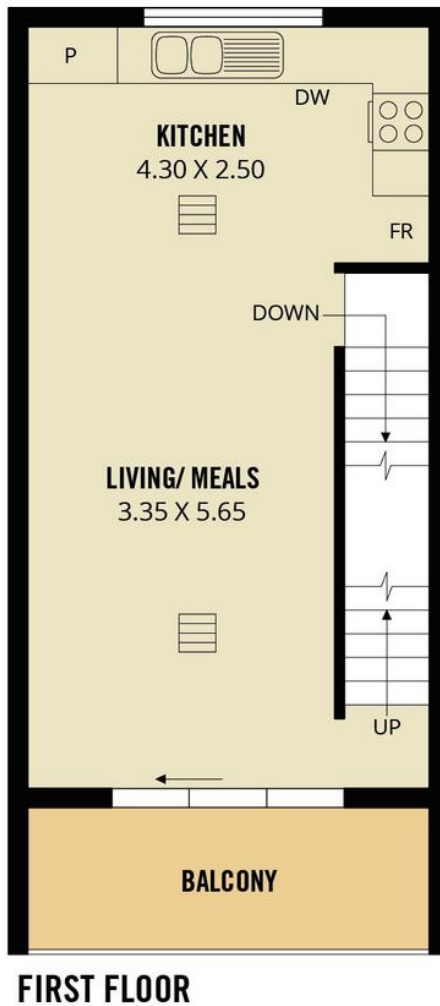 P
DW
KITCHEN
4.30 X 2.50
FR
DOWN
LIVING/ MEALS
3.35 X 5.65
UP
BALCONY
FIRST FLOOR